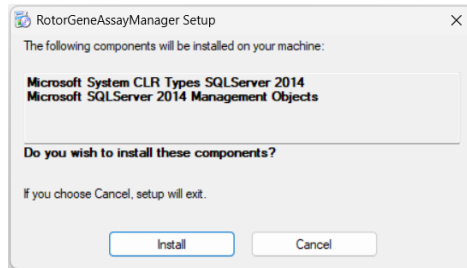 RotorGeneAssayManager Setup
The following components will be installed on your machine:
Microsoft System CLR Types SQLServer 2014
Microsoft SQLServer 2014 Management Objects
Do you wish to install these components?
If you choose Cancel, setup will exit.
Install
Cancel